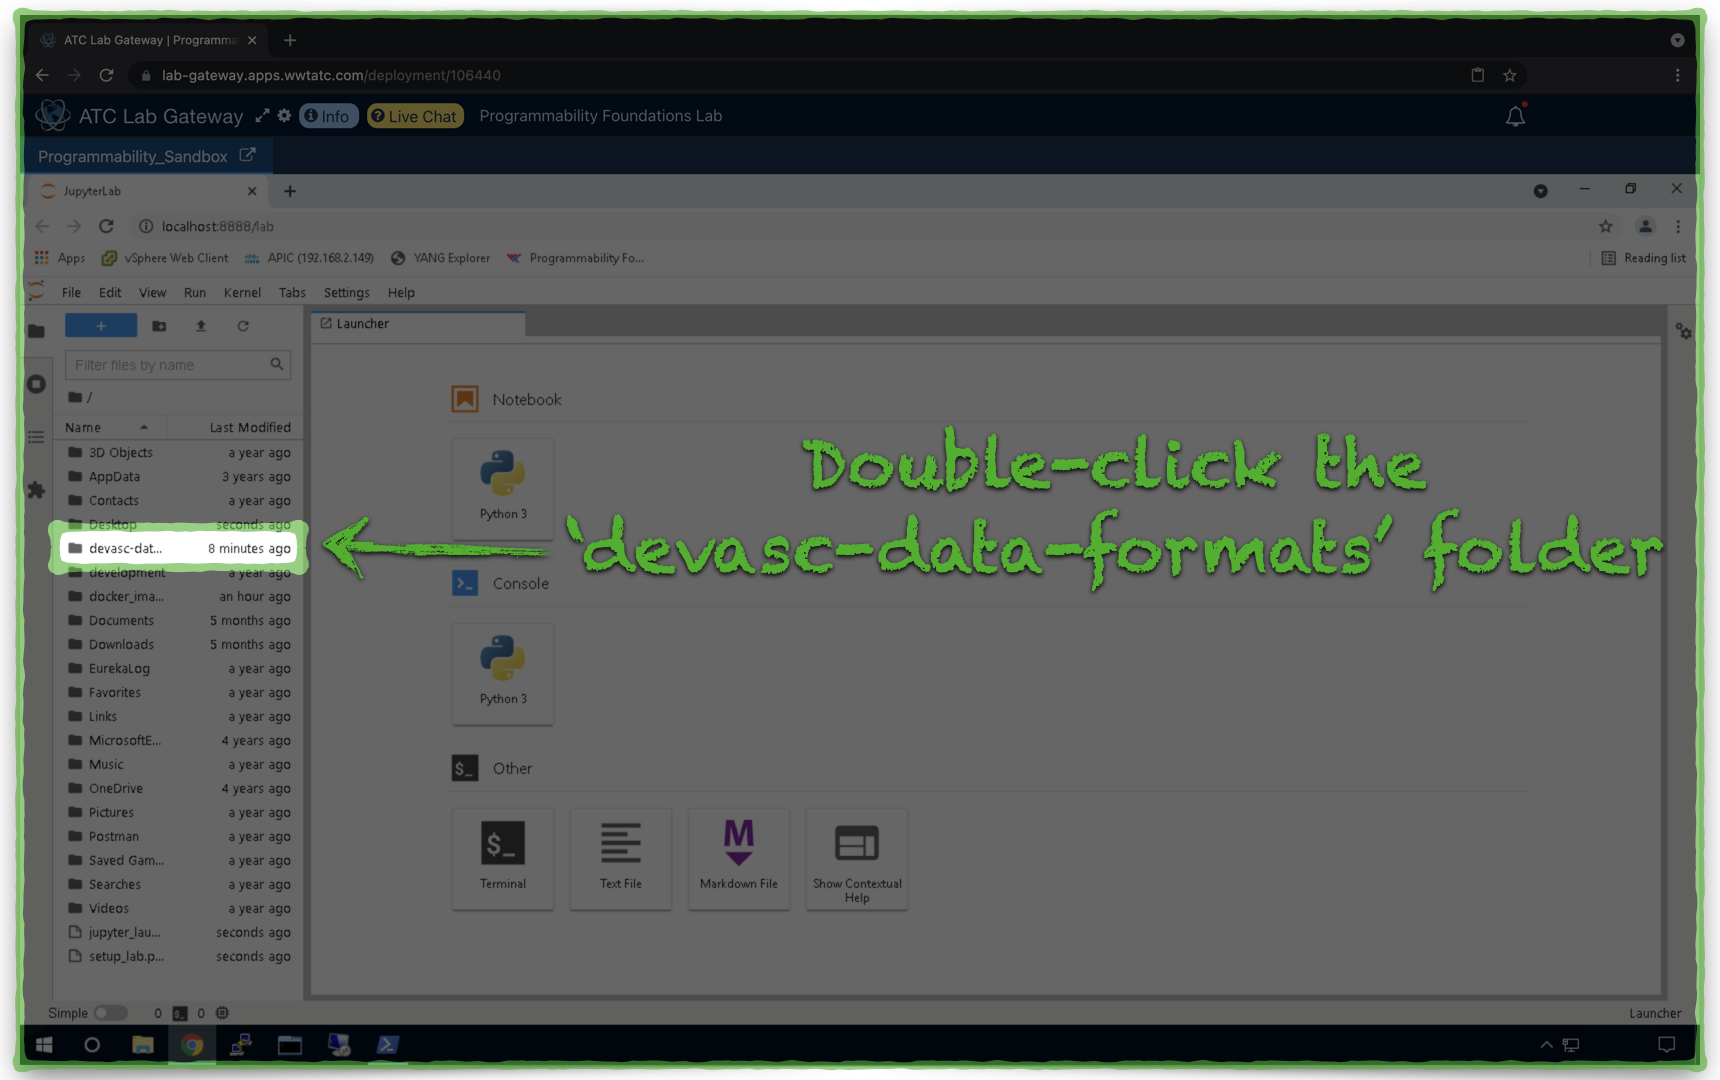 ATC Lab Gateway | Programma
lab-gateway.apps.wwtatc.com/deployment/106440
ATC Lab Gateway Info Live Chat Programmability Foundations Lab
Programmability_Sandbox
JupyterLab
localhost:8888/lab
Apps vSphere Web Client APIC (192.168.2.149) YANG Explorer Programmability Fo... Reading list
File Edit View Run Kernel Tabs Settings Help
Launcher
Filter files by name
/
Name Last Modified
3D Objects a year ago
AppData 3 years ago
Contacts a year ago
Desktop seconds ago
devasc-dat... 8 minutes ago
development a year ago
docker_ima... an hour ago
Documents 5 months ago
Downloads 5 months ago
EurekaLog a year ago
Favorites a year ago
Links a year ago
MicrosoftE... 4 years ago
Music a year ago
OneDrive 4 years ago
Pictures a year ago
Postman a year ago
Saved Gam... a year ago
Searches a year ago
Videos a year ago
jupyter_lau... seconds ago
setup_lab.p... seconds ago
Notebook
Python 3
Double-click the
'devasc-data-formats' folder
Console
Python 3
$_ Other
$_
Terminal
Text File
M
Markdown File
Show Contextual
Help
Simple 0 $_ 0 Launcher